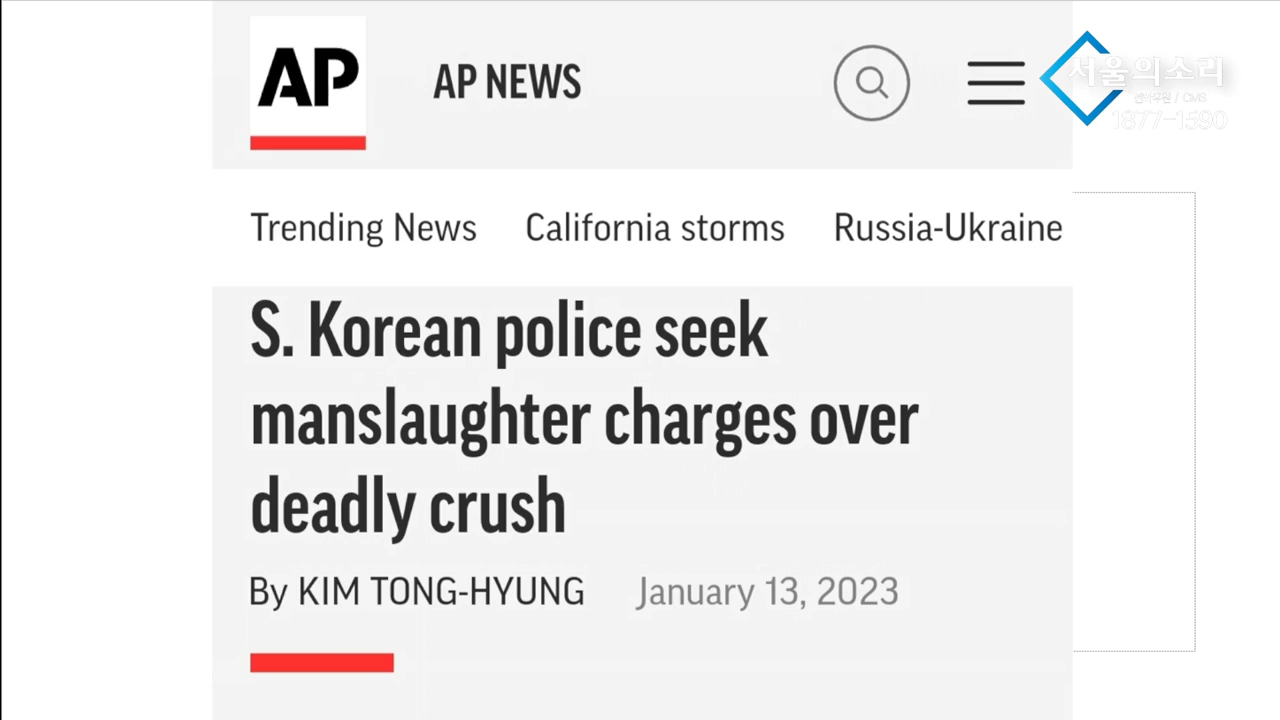 AP
AP NEWS
서울의소리
1877-1590
Trending News
California storms
Russia-Ukraine
S. Korean police seek
manslaughter charges over
deadly crush
By KIM TONG-HYUNG
January 13, 2023